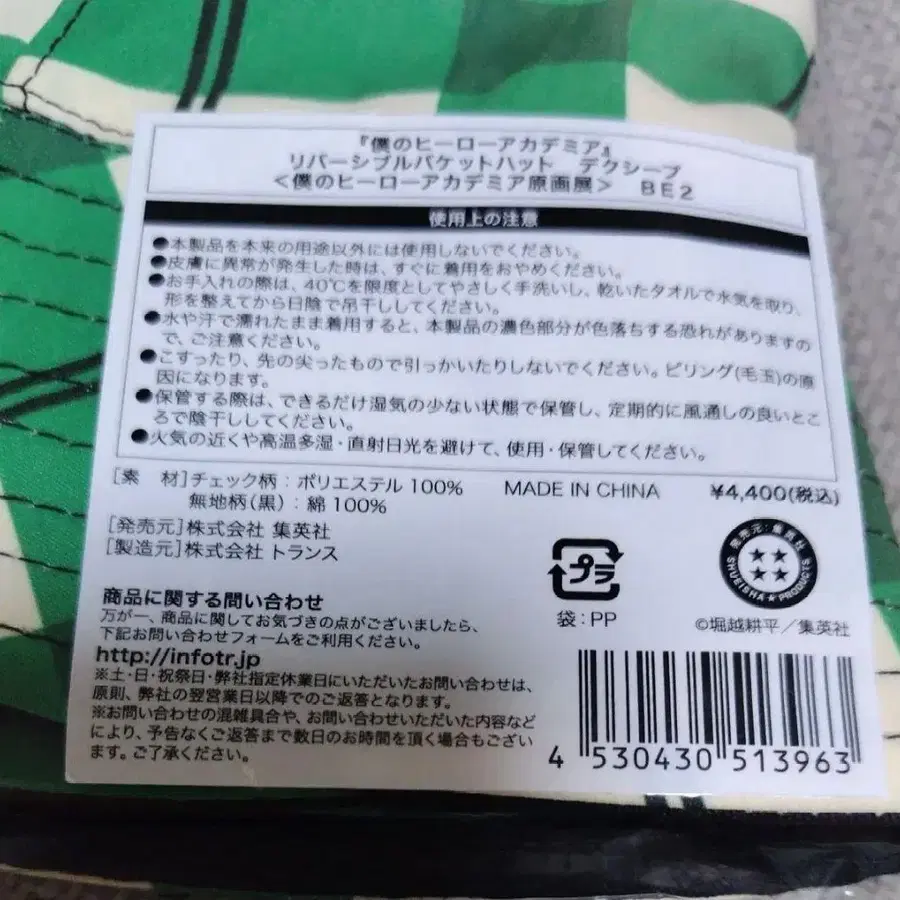 『僕のヒーローアカデミア』
リバーシブルバケットハット　デクシープ
＜僕のヒーローアカデミア原画展＞　BE2
使用上の注意
●本製品を本来の用途以外には使用しないでください。
●皮膚に異常が発生した時は、すぐに着用をおやめください。
●お手入れの際は、40℃を限度としてやさしく手洗いし、乾いたタオルで水気を取り、
形を整えてから日陰で吊干ししてください。
●水や汗で濡れたまま着用すると、本製品の濃色部分が色落ちする恐れがありますの
で、ご注意ください。
●こすったり、先の尖ったもので引っかいたりしないでください。ピリング(毛玉)の原
因になります。
●保管する際は、できるだけ湿気の少ない状態で保管し、定期的に風通しの良いとこ
ろで陰干ししてください。
●火気の近くや高温多湿・直射日光を避けて、使用・保管してください。
[素　材]チェック柄：ポリエステル 100%　MADE IN CHINA　¥4,400(税込)
無地柄(黒)：綿 100%
[発売元]株式会社 集英社
[製造元]株式会社 トランス
プラ
袋：PP
発売元：集英社
SHUEISHA★PRODUCTS
©堀越耕平／集英社
商品に関する問い合わせ
万が一、商品に関してお気づきの点がございましたら、
下記お問い合わせフォームをご利用ください。
http://infotr.jp
※土・日・祝祭日・弊社指定休業日にいただいたお問い合わせは、
原則、弊社の翌営業日以降でのご返答となります。
※お問い合わせの混雑具合や、お問い合わせいただいた内容など
により、予告なくご返答まで数日のお時間を頂く場合もござい
ます。ご了承ください。
4 530430 513963